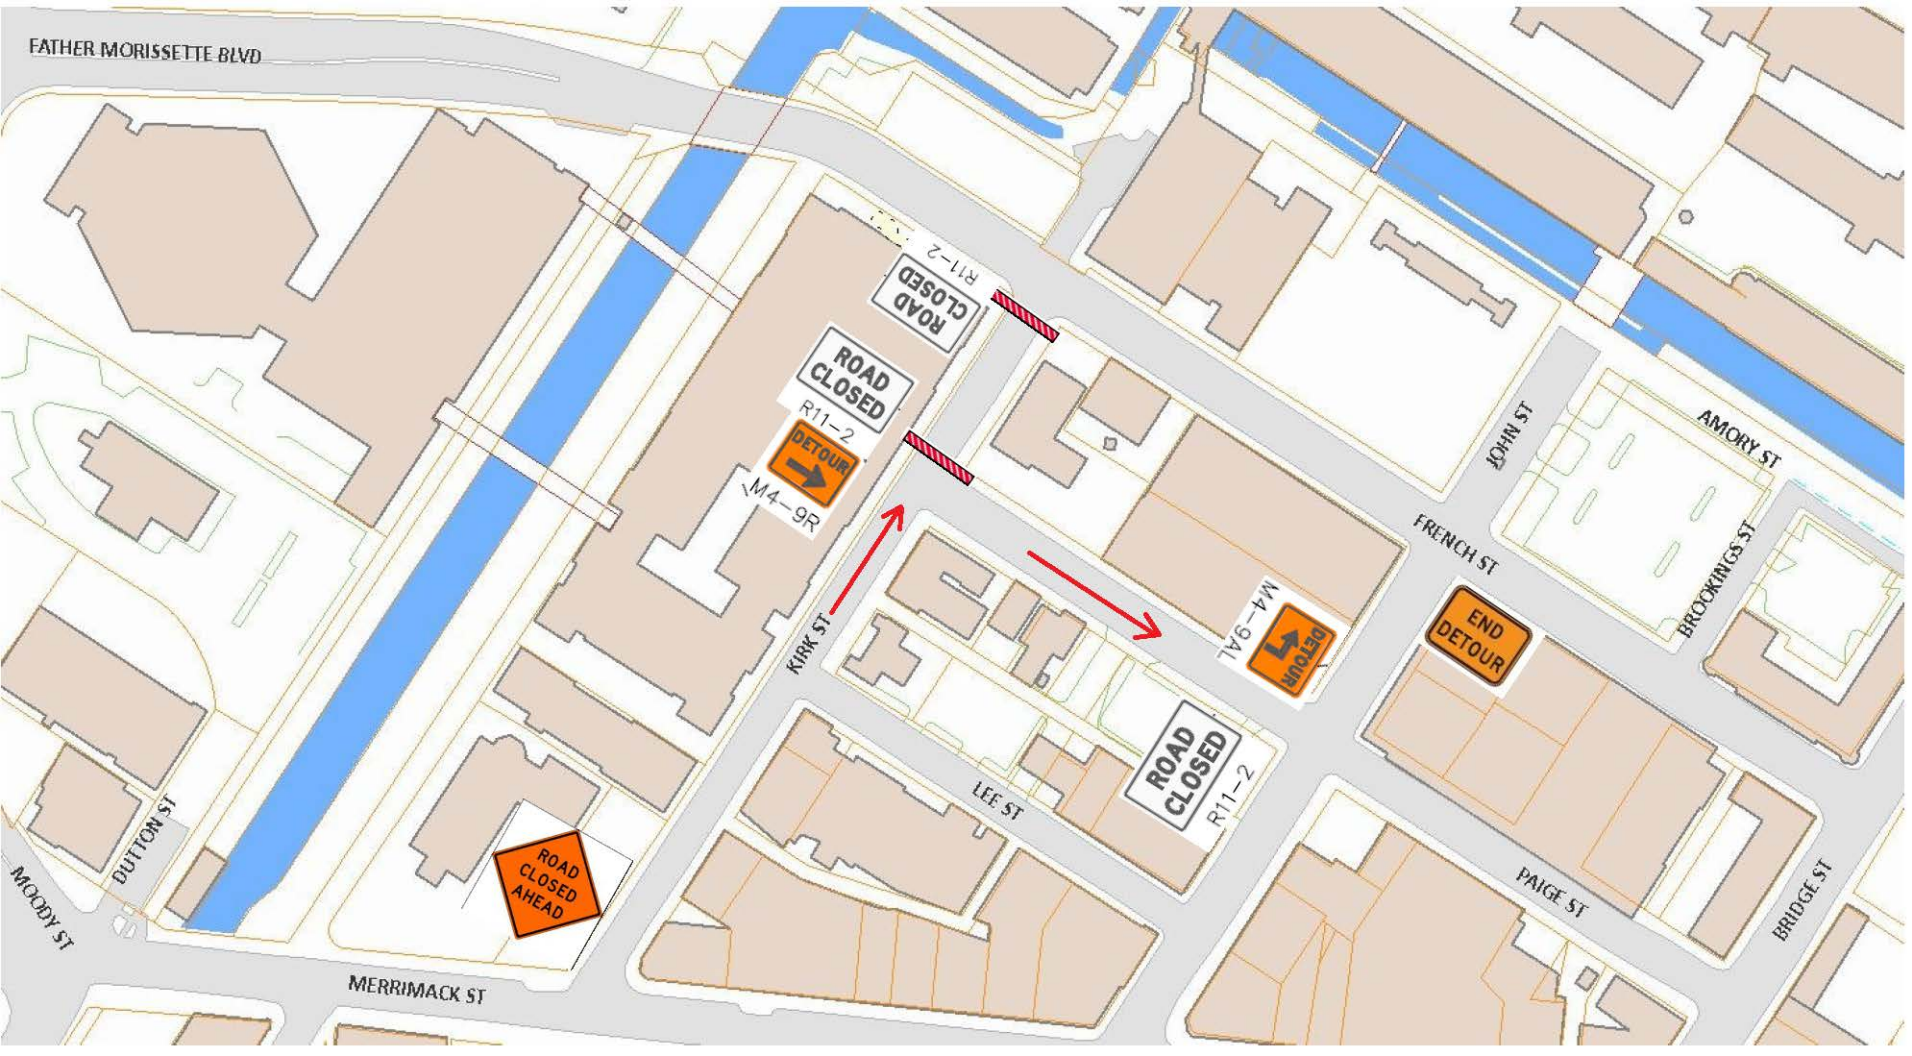 FATHER MORISSETTE BLVD
R11-2
ROAD
CLOSED
ROAD
CLOSED
R11-2
DETOUR
M4-9R
JOHN ST
AMORY ST
FRENCH ST
BROOKINGS ST
KIRK ST
M4-9AL
DETOUR
END
DETOUR
ROAD
CLOSED
R11-2
LEE ST
DUTTON ST
ROAD
CLOSED
AHEAD
MOODY ST
PAIGE ST
BRIDGE ST
MERRIMACK ST